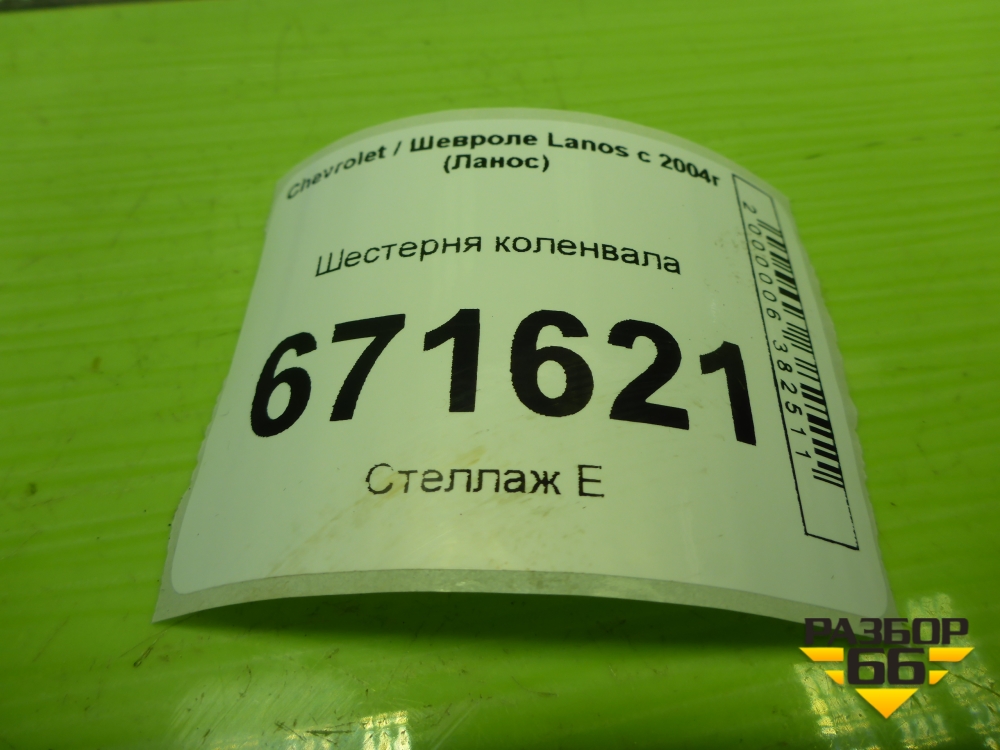 Chevrolet / Шевроле Lanos с 2004г
(Ланос)
Шестерня коленвала
671621
Стеллаж Е
2000006382511
РАЗБОР
66